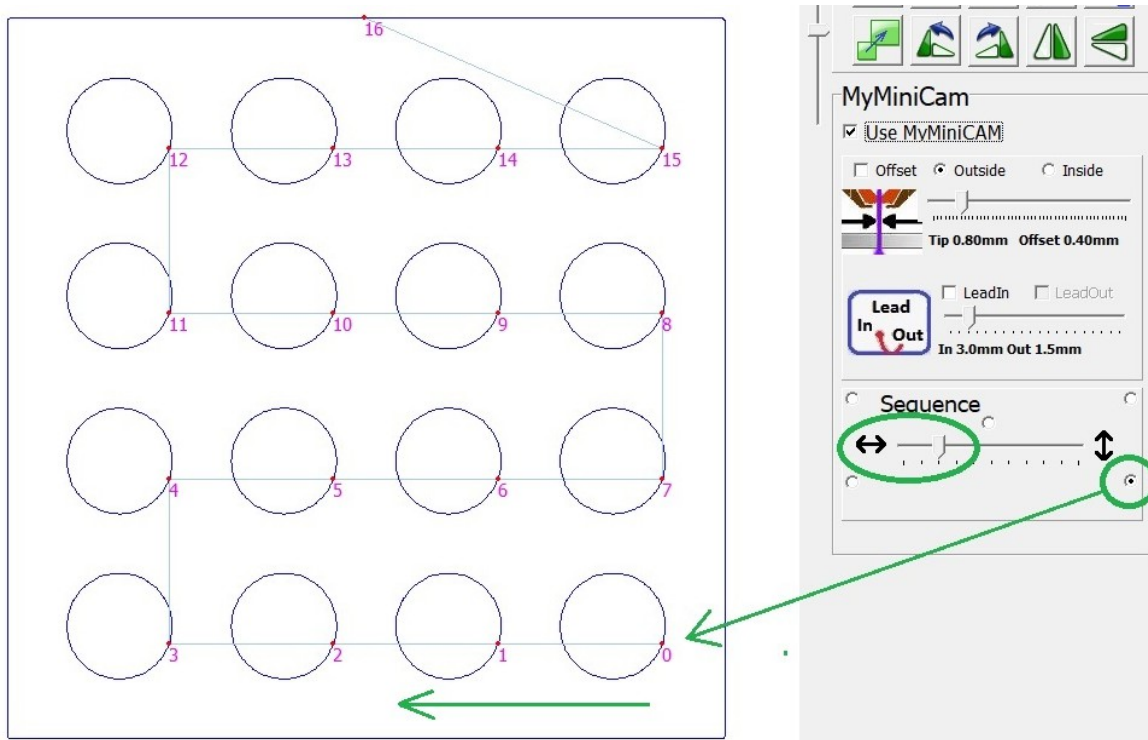 16
12 13 14 15
11 10 9 8
4 5 6 7
3 2 1 0
MyMiniCam
Use MyMiniCAM
Offset Outside Inside
Tip 0.80mm Offset 0.40mm
Lead
In Out
LeadIn LeadOut
In 3.0mm Out 1.5mm
Sequence